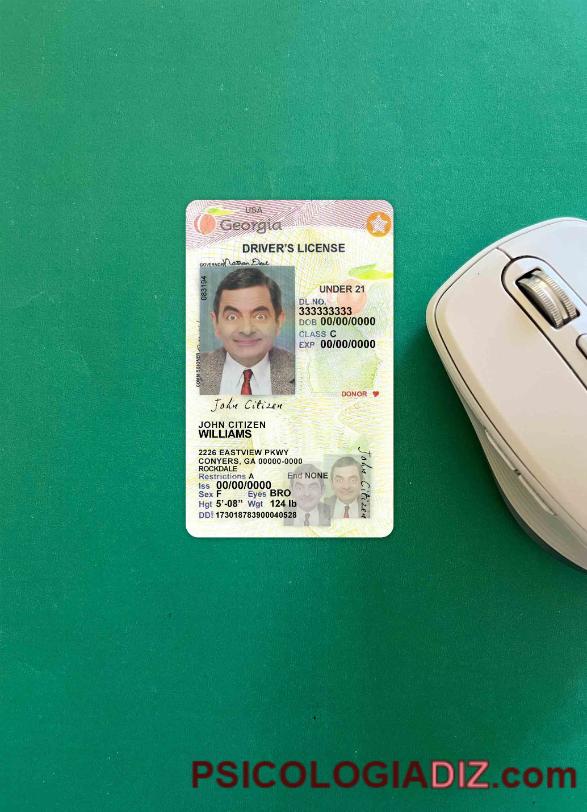 USA
Georgia
DRIVER'S LICENSE
GOVERNOR Nathan Deal
083194
UNDER 21
DL NO.
333333333
DOB 00/00/0000
CLASS C
EXP 00/00/0000
DONOR
John Citizen
JOHN CITIZEN
WILLIAMS
2226 EASTVIEW PKWY
CONYERS, GA 00000-0000
ROCKDALE
Restrictions A End NONE
Iss 00/00/0000
Sex F Eyes BRO
Hgt 5'-08" Wgt 124 lb
DD! 173018783900040528
John Citizen
PSICOLOGIADIZ.com